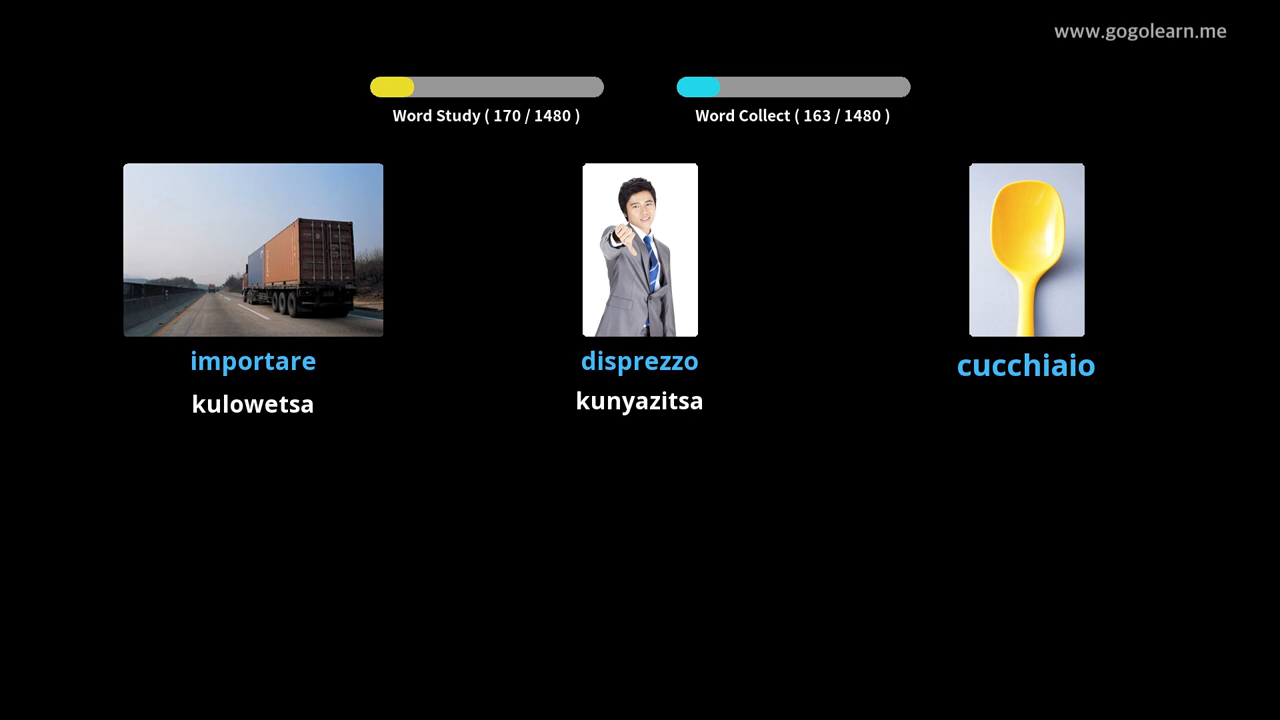 www.gogolearn.me
Word Study ( 170 / 1480 )
Word Collect ( 163 / 1480 )
importare
kulowetsa
disprezzo
kunyazitsa
cucchiaio